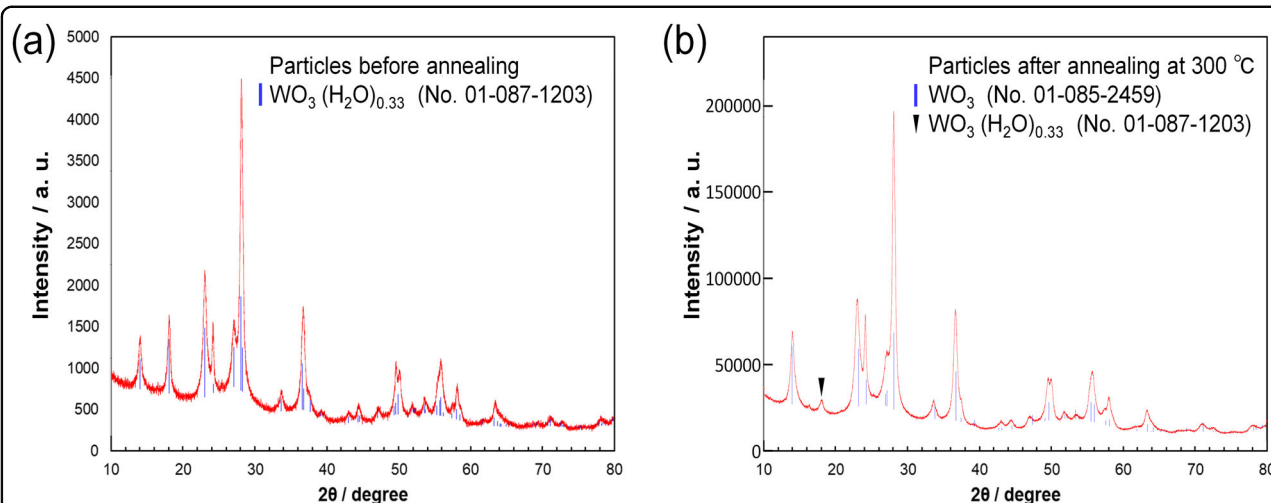 (a)
Particles before annealing
WO3 (H2O)0.33 (No. 01-087-1203)
Intensity / a. u.
5000
4500
4000
3500
3000
2500
2000
1500
1000
500
0
10 20 30 40 50 60 70 80
2θ / degree
(b)
Particles after annealing at 300 ℃
WO3 (No. 01-085-2459)
WO3 (H2O)0.33 (No. 01-087-1203)
Intensity / a. u.
200000
150000
100000
50000
0
10 20 30 40 50 60 70 80
2θ / degree